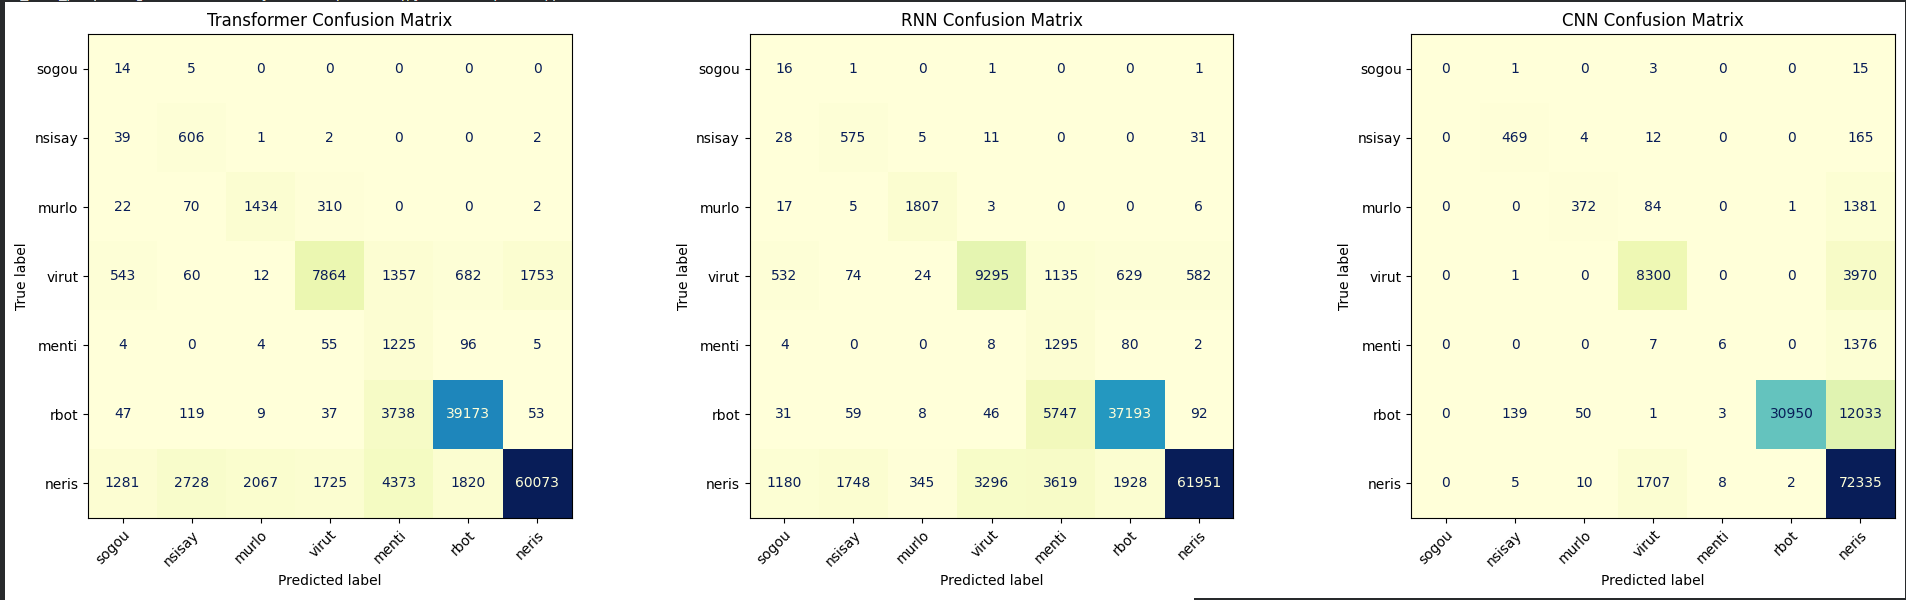 Transformer Confusion Matrix
sogou 14 5 0 0 0 0 0
nsisay 39 606 1 2 0 0 2
murlo 22 70 1434 310 0 0 2
virut 543 60 12 7864 1357 682 1753
menti 4 0 4 55 1225 96 5
rbot 47 119 9 37 3738 39173 53
neris 1281 2728 2067 1725 4373 1820 60073
True label
sogou nsisay murlo virut menti rbot neris
Predicted label
RNN Confusion Matrix
sogou 16 1 0 1 0 0 1
nsisay 28 575 5 11 0 0 31
murlo 17 5 1807 3 0 0 6
virut 532 74 24 9295 1135 629 582
menti 4 0 0 8 1295 80 2
rbot 31 59 8 46 5747 37193 92
neris 1180 1748 345 3296 3619 1928 61951
True label
sogou nsisay murlo virut menti rbot neris
Predicted label
CNN Confusion Matrix
sogou 0 1 0 3 0 0 15
nsisay 0 469 4 12 0 0 165
murlo 0 0 372 84 0 1 1381
virut 0 1 0 8300 0 0 3970
menti 0 0 0 7 6 0 1376
rbot 0 139 50 1 3 30950 12033
neris 0 5 10 1707 8 2 72335
True label
sogou nsisay murlo virut menti rbot neris
Predicted label